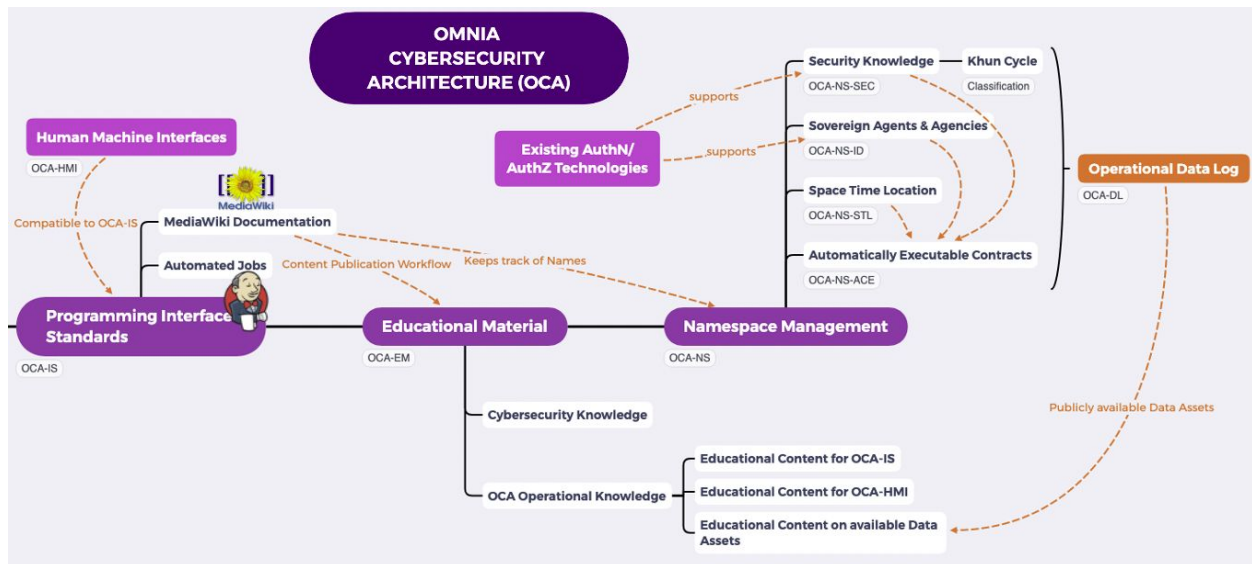 OMNIA
CYBERSECURITY
ARCHITECTURE (OCA)
Security Knowledge
Khun Cycle
OCA-NS-SEC
Classification
supports
Human Machine Interfaces
OCA-HMI
Existing AuthN/
AuthZ Technologies
supports
Sovereign Agents & Agencies
OCA-NS-ID
Operational Data Log
OCA-DL
[[ ]]
MediaWiki
Compatible to OCA-IS
MediaWiki Documentation
Space Time Location
OCA-NS-STL
Automated Jobs
Content Publication Workflow
Keeps track of Names
Automatically Executable Contracts
OCA-NS-ACE
Programming Interface
Standards
OCA-IS
Educational Material
OCA-EM
Namespace Management
OCA-NS
Cybersecurity Knowledge
Publicly available Data Assets
OCA Operational Knowledge
Educational Content for OCA-IS
Educational Content for OCA-HMI
Educational Content on available Data
Assets